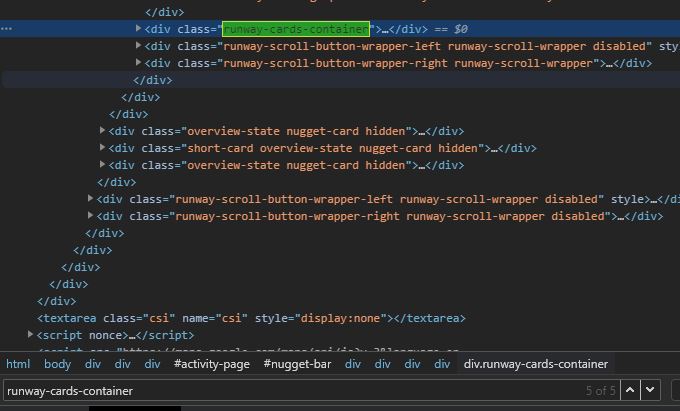 </div>
<div class="runway-cards-container">…</div> == $0
<div class="runway-scroll-button-wrapper-left runway-scroll-wrapper disabled" sty
<div class="runway-scroll-button-wrapper-right runway-scroll-wrapper">…</div>
</div>
</div>
</div>
<div class="overview-state nugget-card hidden">…</div>
<div class="short-card overview-state nugget-card hidden">…</div>
<div class="overview-state nugget-card hidden">…</div>
</div>
<div class="runway-scroll-button-wrapper-left runway-scroll-wrapper disabled" style>…</div>
<div class="runway-scroll-button-wrapper-right runway-scroll-wrapper disabled">…</div>
</div>
</div>
</div>
</div>
</div>
<textarea class="csi" name="csi" style="display:none"></textarea>
<script nonce>…</script>
html body div div div #activity-page #nugget-bar div div div div div.runway-cards-container
runway-cards-container 5 of 5